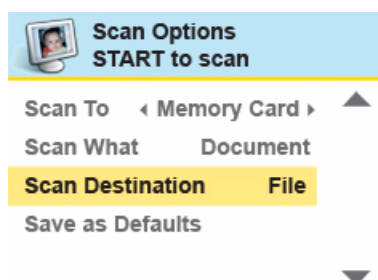 Scan Options
START to scan
Scan To Memory Card
Scan What Document
Scan Destination File
Save as Defaults